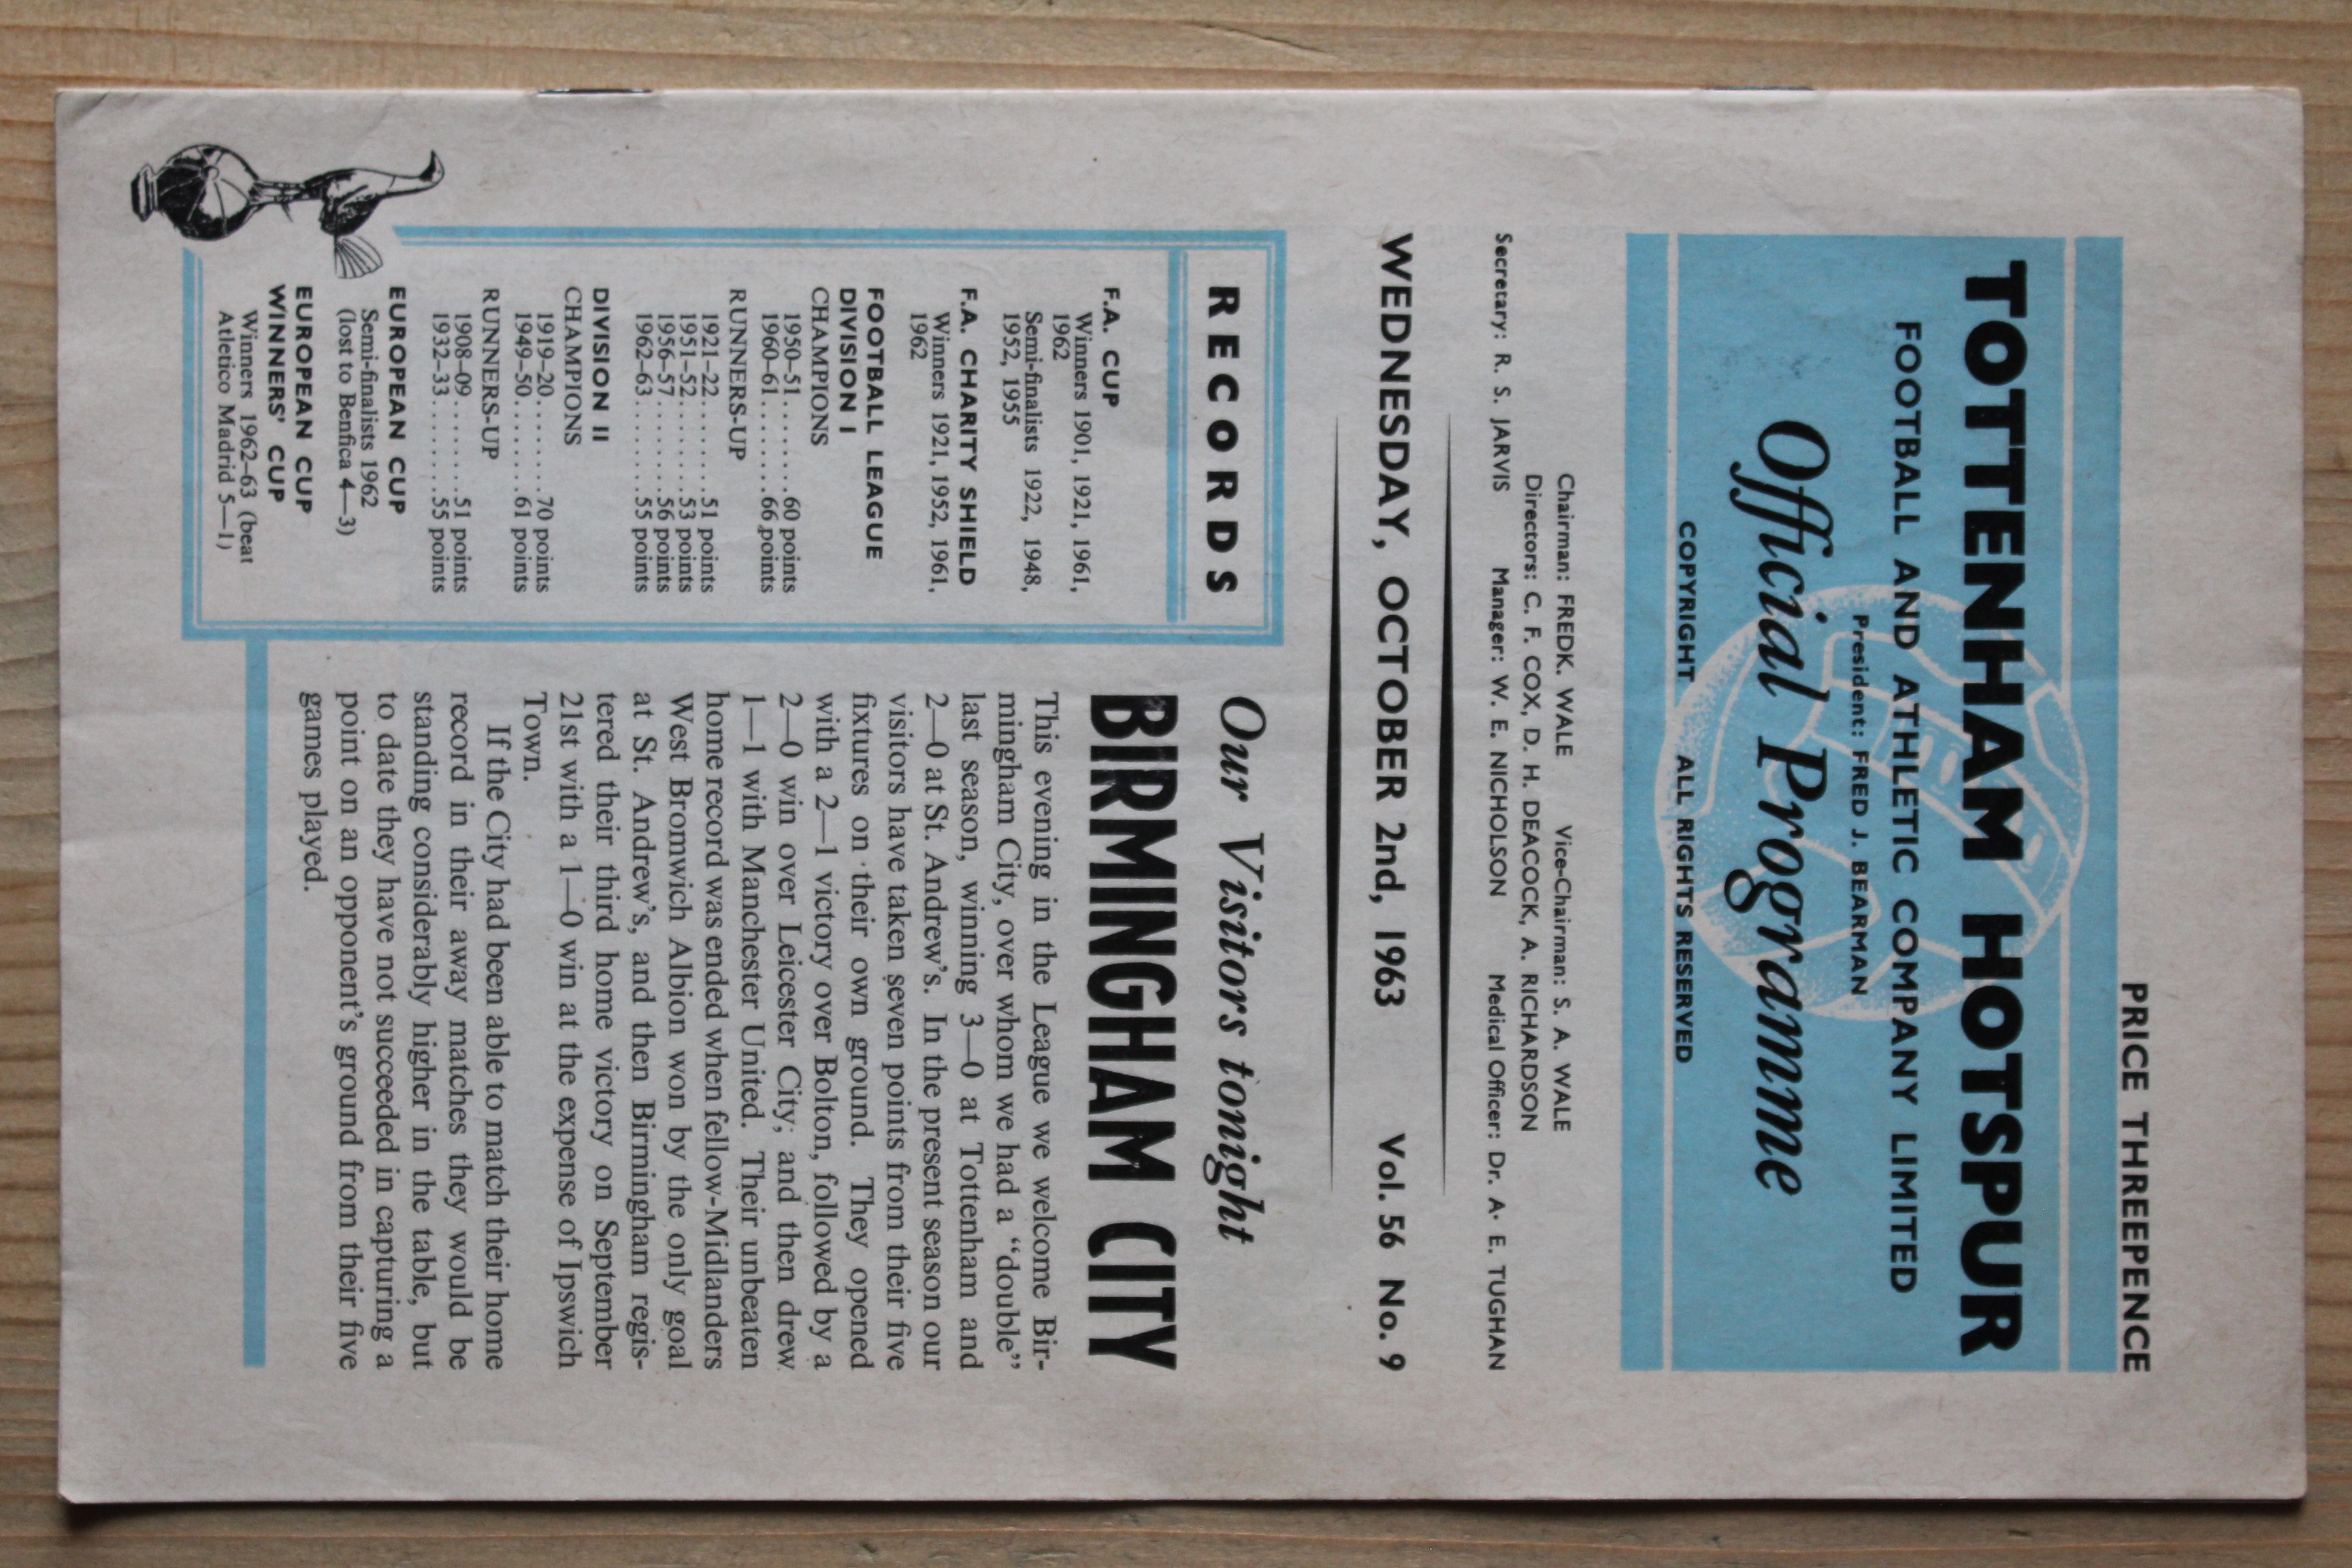 PRICE THREEPENCE
TOTTENHAM HOTSPUR
FOOTBALL AND ATHLETIC COMPANY LIMITED
President: FRED J. BEARMAN
Official Programme
COPYRIGHT ALL RIGHTS RESERVED
Chairman: FREDK. WALE Vice-Chairman: S. A. WALE
Directors: C. F. COX, D. H. DEACOCK, A. RICHARDSON
Secretary: R. S. JARVIS Manager: W. E. NICHOLSON Medical Officer: Dr. A. E. TUGHAN
WEDNESDAY, OCTOBER 2nd, 1963 Vol. 56 No. 9
RECORDS
F.A. CUP
Winners 1901, 1921, 1961,
1962
Semi-finalists 1922, 1948,
1952, 1955
F.A. CHARITY SHIELD
Winners 1921, 1952, 1961,
1962
FOOTBALL LEAGUE
DIVISION I
CHAMPIONS
1950–51........60 points
1960–61........66 points
RUNNERS-UP
1921–22........51 points
1951–52........53 points
1956–57........56 points
1962–63........55 points
DIVISION II
CHAMPIONS
1919–20........70 points
1949–50........61 points
RUNNERS-UP
1908–09........51 points
1932–33........55 points
EUROPEAN CUP
Semi-finalists 1962
(lost to Benfica 4—3)
EUROPEAN CUP
WINNERS' CUP
Winners 1962–63 (beat
Atletico Madrid 5—1)
Our Visitors tonight
BIRMINGHAM CITY
This evening in the League we welcome Bir-
mingham City, over whom we had a “double”
last season, winning 3—0 at Tottenham and
2—0 at St. Andrew's. In the present season our
visitors have taken seven points from their five
fixtures on their own ground. They opened
with a 2—1 victory over Bolton, followed by a
2—0 win over Leicester City; and then drew
1—1 with Manchester United. Their unbeaten
home record was ended when fellow-Midlanders
West Bromwich Albion won by the only goal
at St. Andrew's, and then Birmingham regis-
tered their third home victory on September
21st with a 1—0 win at the expense of Ipswich
Town.
If the City had been able to match their home
record in their away matches they would be
standing considerably higher in the table, but
to date they have not succeeded in capturing a
point on an opponent's ground from their five
games played.